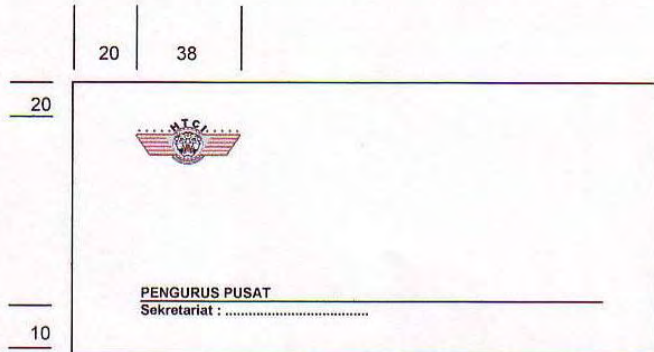 20 38
20
HTCI
PENGURUS PUSAT
Sekretariat : ......................................
10